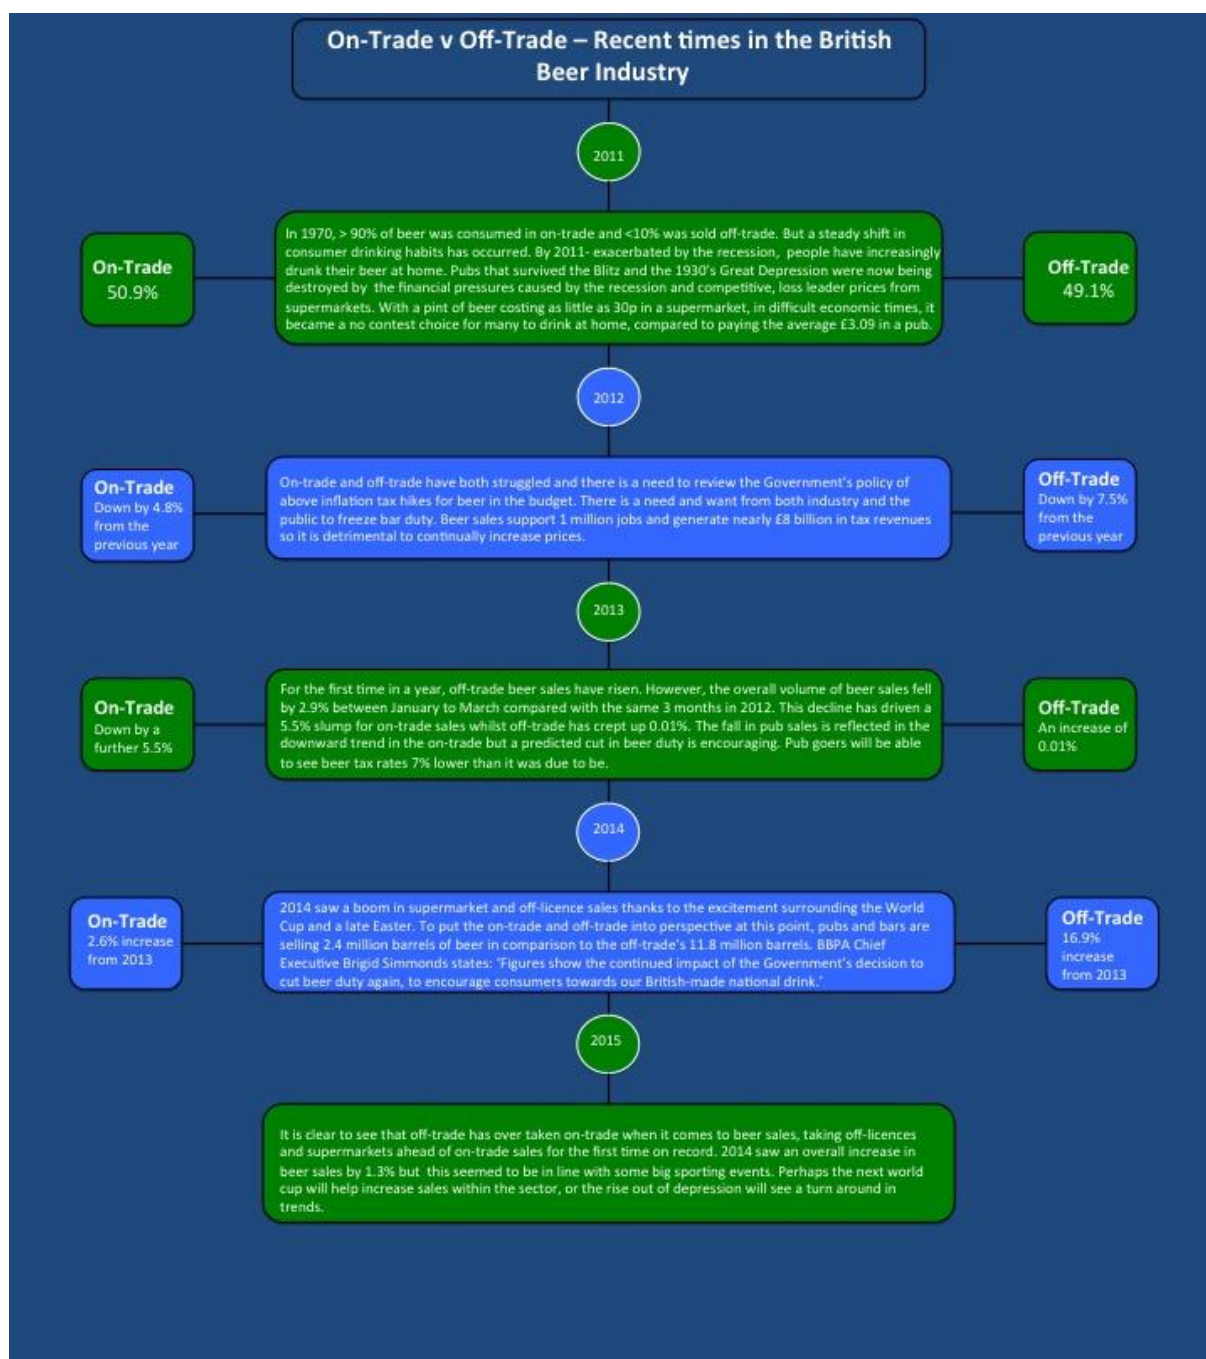 On-Trade v Off-Trade – Recent times in the British
Beer Industry
2011
On-Trade
50.9%
In 1970, > 90% of beer was consumed in on-trade and <10% was sold off-trade. But a steady shift in
consumer drinking habits has occurred. By 2011- exacerbated by the recession, people have increasingly
drunk their beer at home. Pubs that survived the Blitz and the 1930's Great Depression were now being
destroyed by the financial pressures caused by the recession and competitive, loss leader prices from
supermarkets. With a pint of beer costing as little as 30p in a supermarket, in difficult economic times, it
became a no contest choice for many to drink at home, compared to paying the average £3.09 in a pub.
Off-Trade
49.1%
2012
On-Trade
Down by 4.8%
from the
previous year
On-trade and off-trade have both struggled and there is a need to review the Government's policy of
above inflation tax hikes for beer in the budget. There is a need and want from both industry and the
public to freeze bar duty. Beer sales support 1 million jobs and generate nearly £8 billion in tax revenues
so it is detrimental to continually increase prices.
Off-Trade
Down by 7.5%
from the
previous year
2013
On-Trade
Down by a
further 5.5%
For the first time in a year, off-trade beer sales have risen. However, the overall volume of beer sales fell
by 2.9% between January to March compared with the same 3 months in 2012. This decline has driven a
5.5% slump for on-trade sales whilst off-trade has crept up 0.01%. The fall in pub sales is reflected in the
downward trend in the on-trade but a predicted cut in beer duty is encouraging. Pub goers will be able
to see beer tax rates 7% lower than it was due to be.
Off-Trade
An increase of
0.01%
2014
On-Trade
2.6% increase
from 2013
2014 saw a boom in supermarket and off-licence sales thanks to the excitement surrounding the World
Cup and a late Easter. To put the on-trade and off-trade into perspective at this point, pubs and bars are
selling 2.4 million barrels of beer in comparison to the off-trade's 11.8 million barrels. BBPA Chief
Executive Brigid Simmonds states: 'Figures show the continued impact of the Government's decision to
cut beer duty again, to encourage consumers towards our British-made national drink.'
Off-Trade
16.9%
increase
from 2013
2015
It is clear to see that off-trade has over taken on-trade when it comes to beer sales, taking off-licences
and supermarkets ahead of on-trade sales for the first time on record. 2014 saw an overall increase in
beer sales by 1.3% but this seemed to be in line with some big sporting events. Perhaps the next world
cup will help increase sales within the sector, or the rise out of depression will see a turn around in
trends.